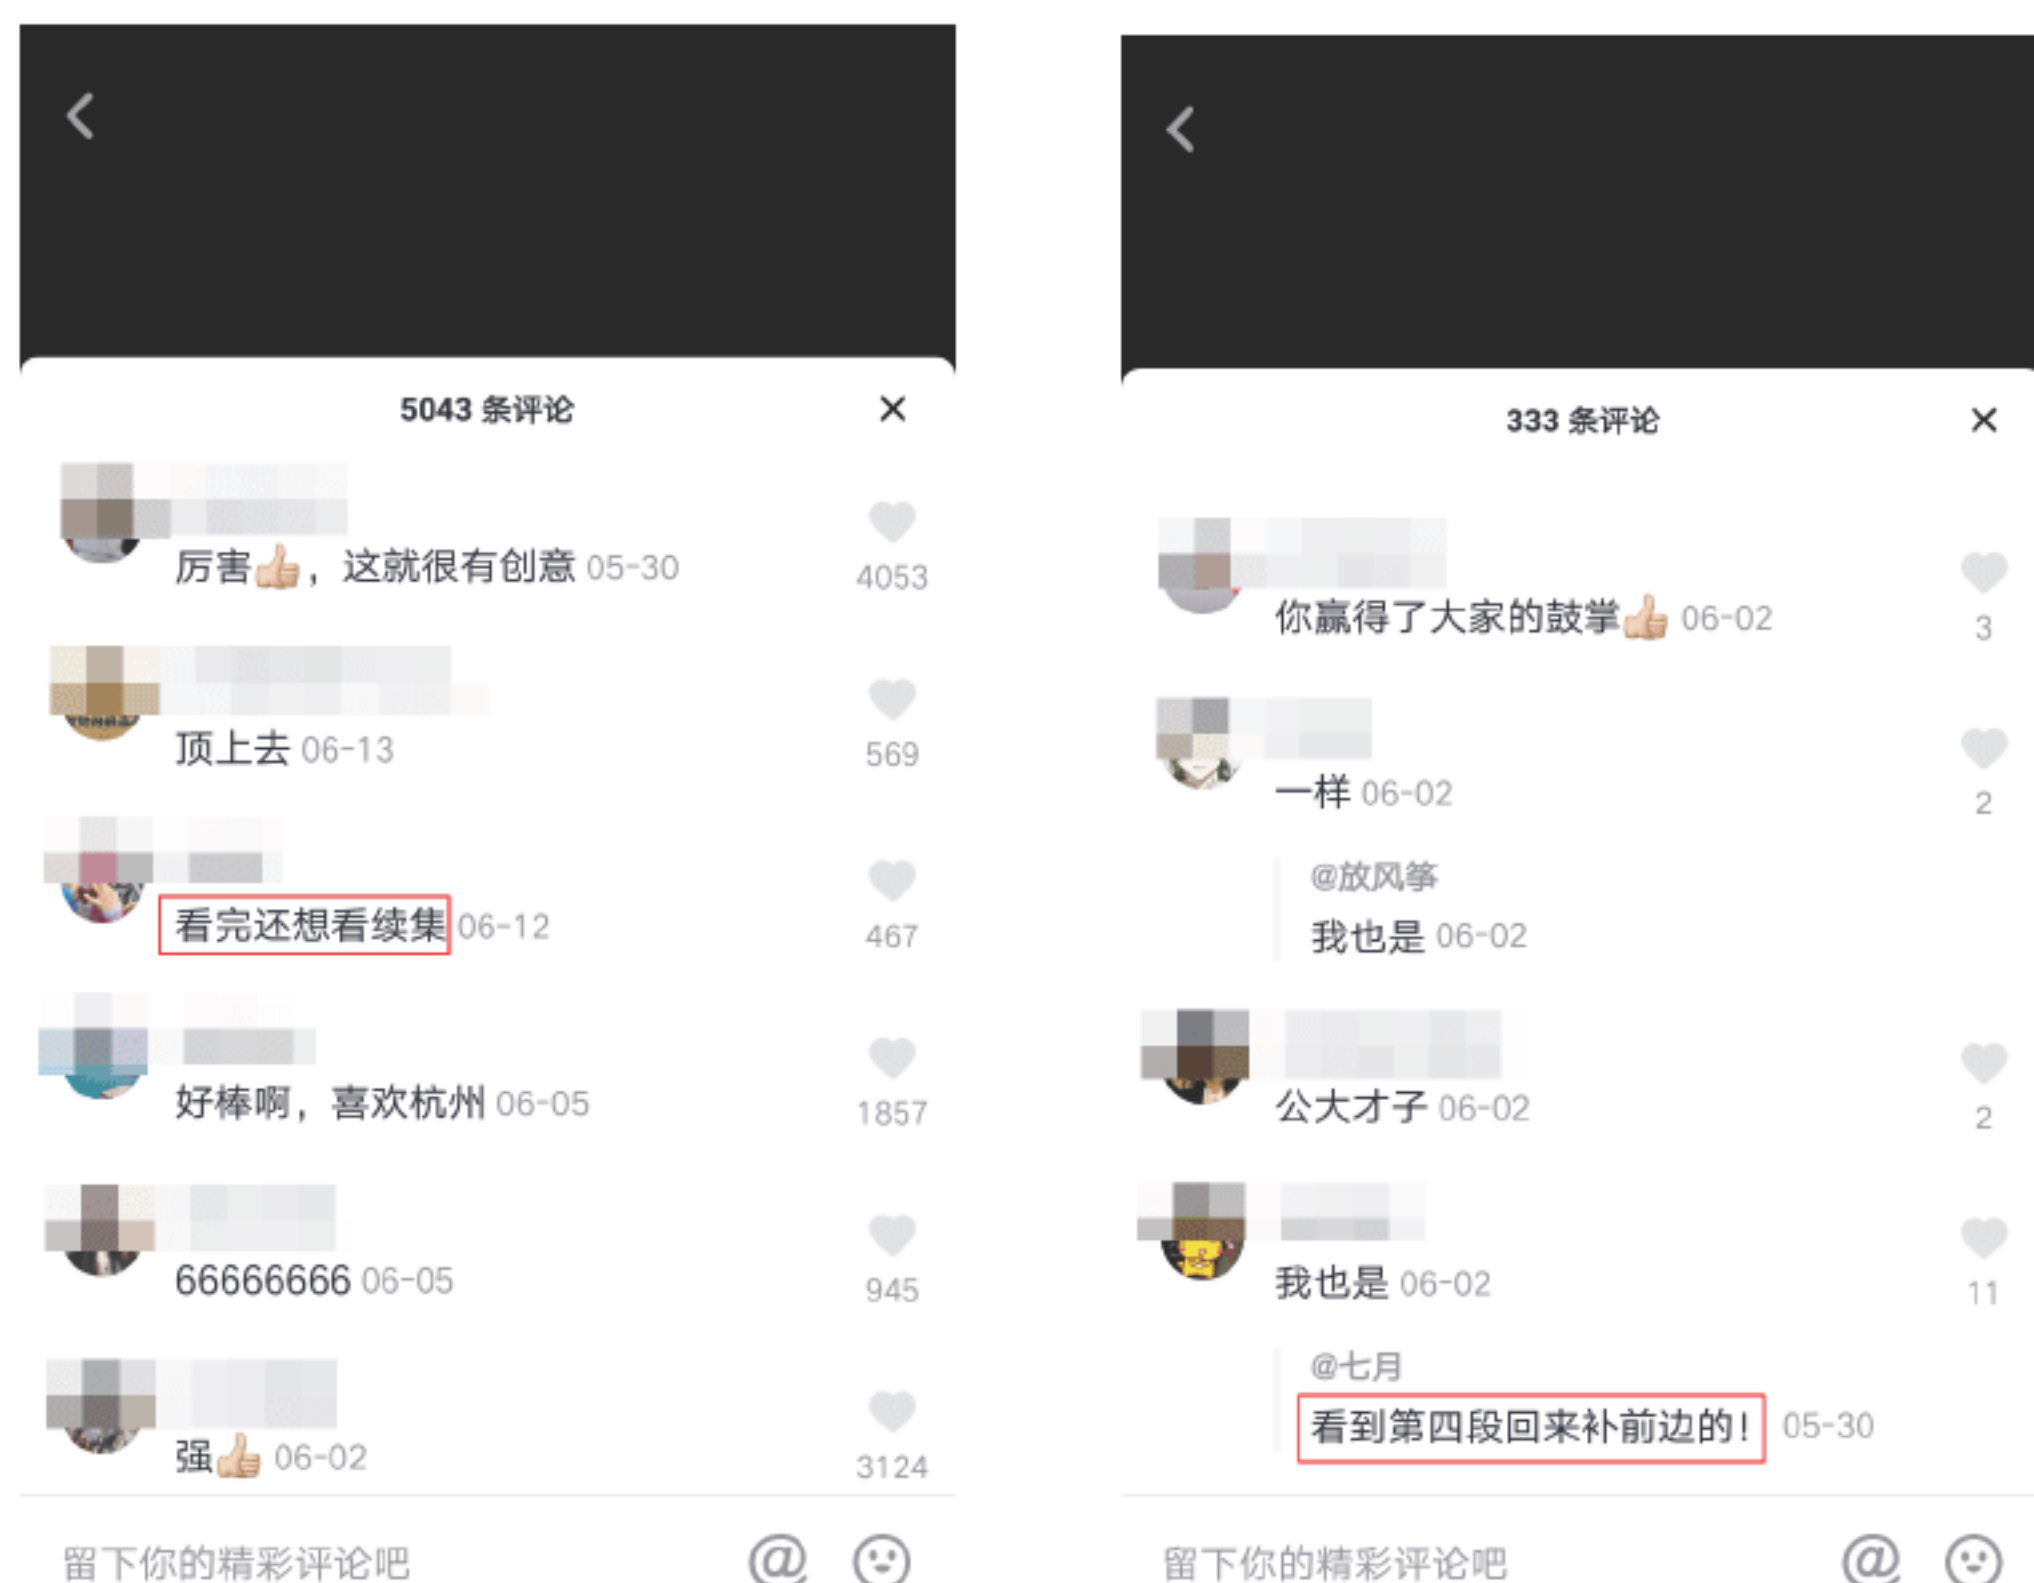 5043 条评论
厉害👍，这就很有创意 05-30
4053
顶上去 06-13
569
看完还想看续集 06-12
467
好棒啊，喜欢杭州 06-05
1857
66666666 06-05
945
强👍 06-02
3124
留下你的精彩评论吧
333 条评论
你赢得了大家的鼓掌👍 06-02
3
一样 06-02
2
@放风筝
我也是 06-02
公大才子 06-02
2
我也是 06-02
11
@七月
看到第四段回来补前边的! 05-30
留下你的精彩评论吧